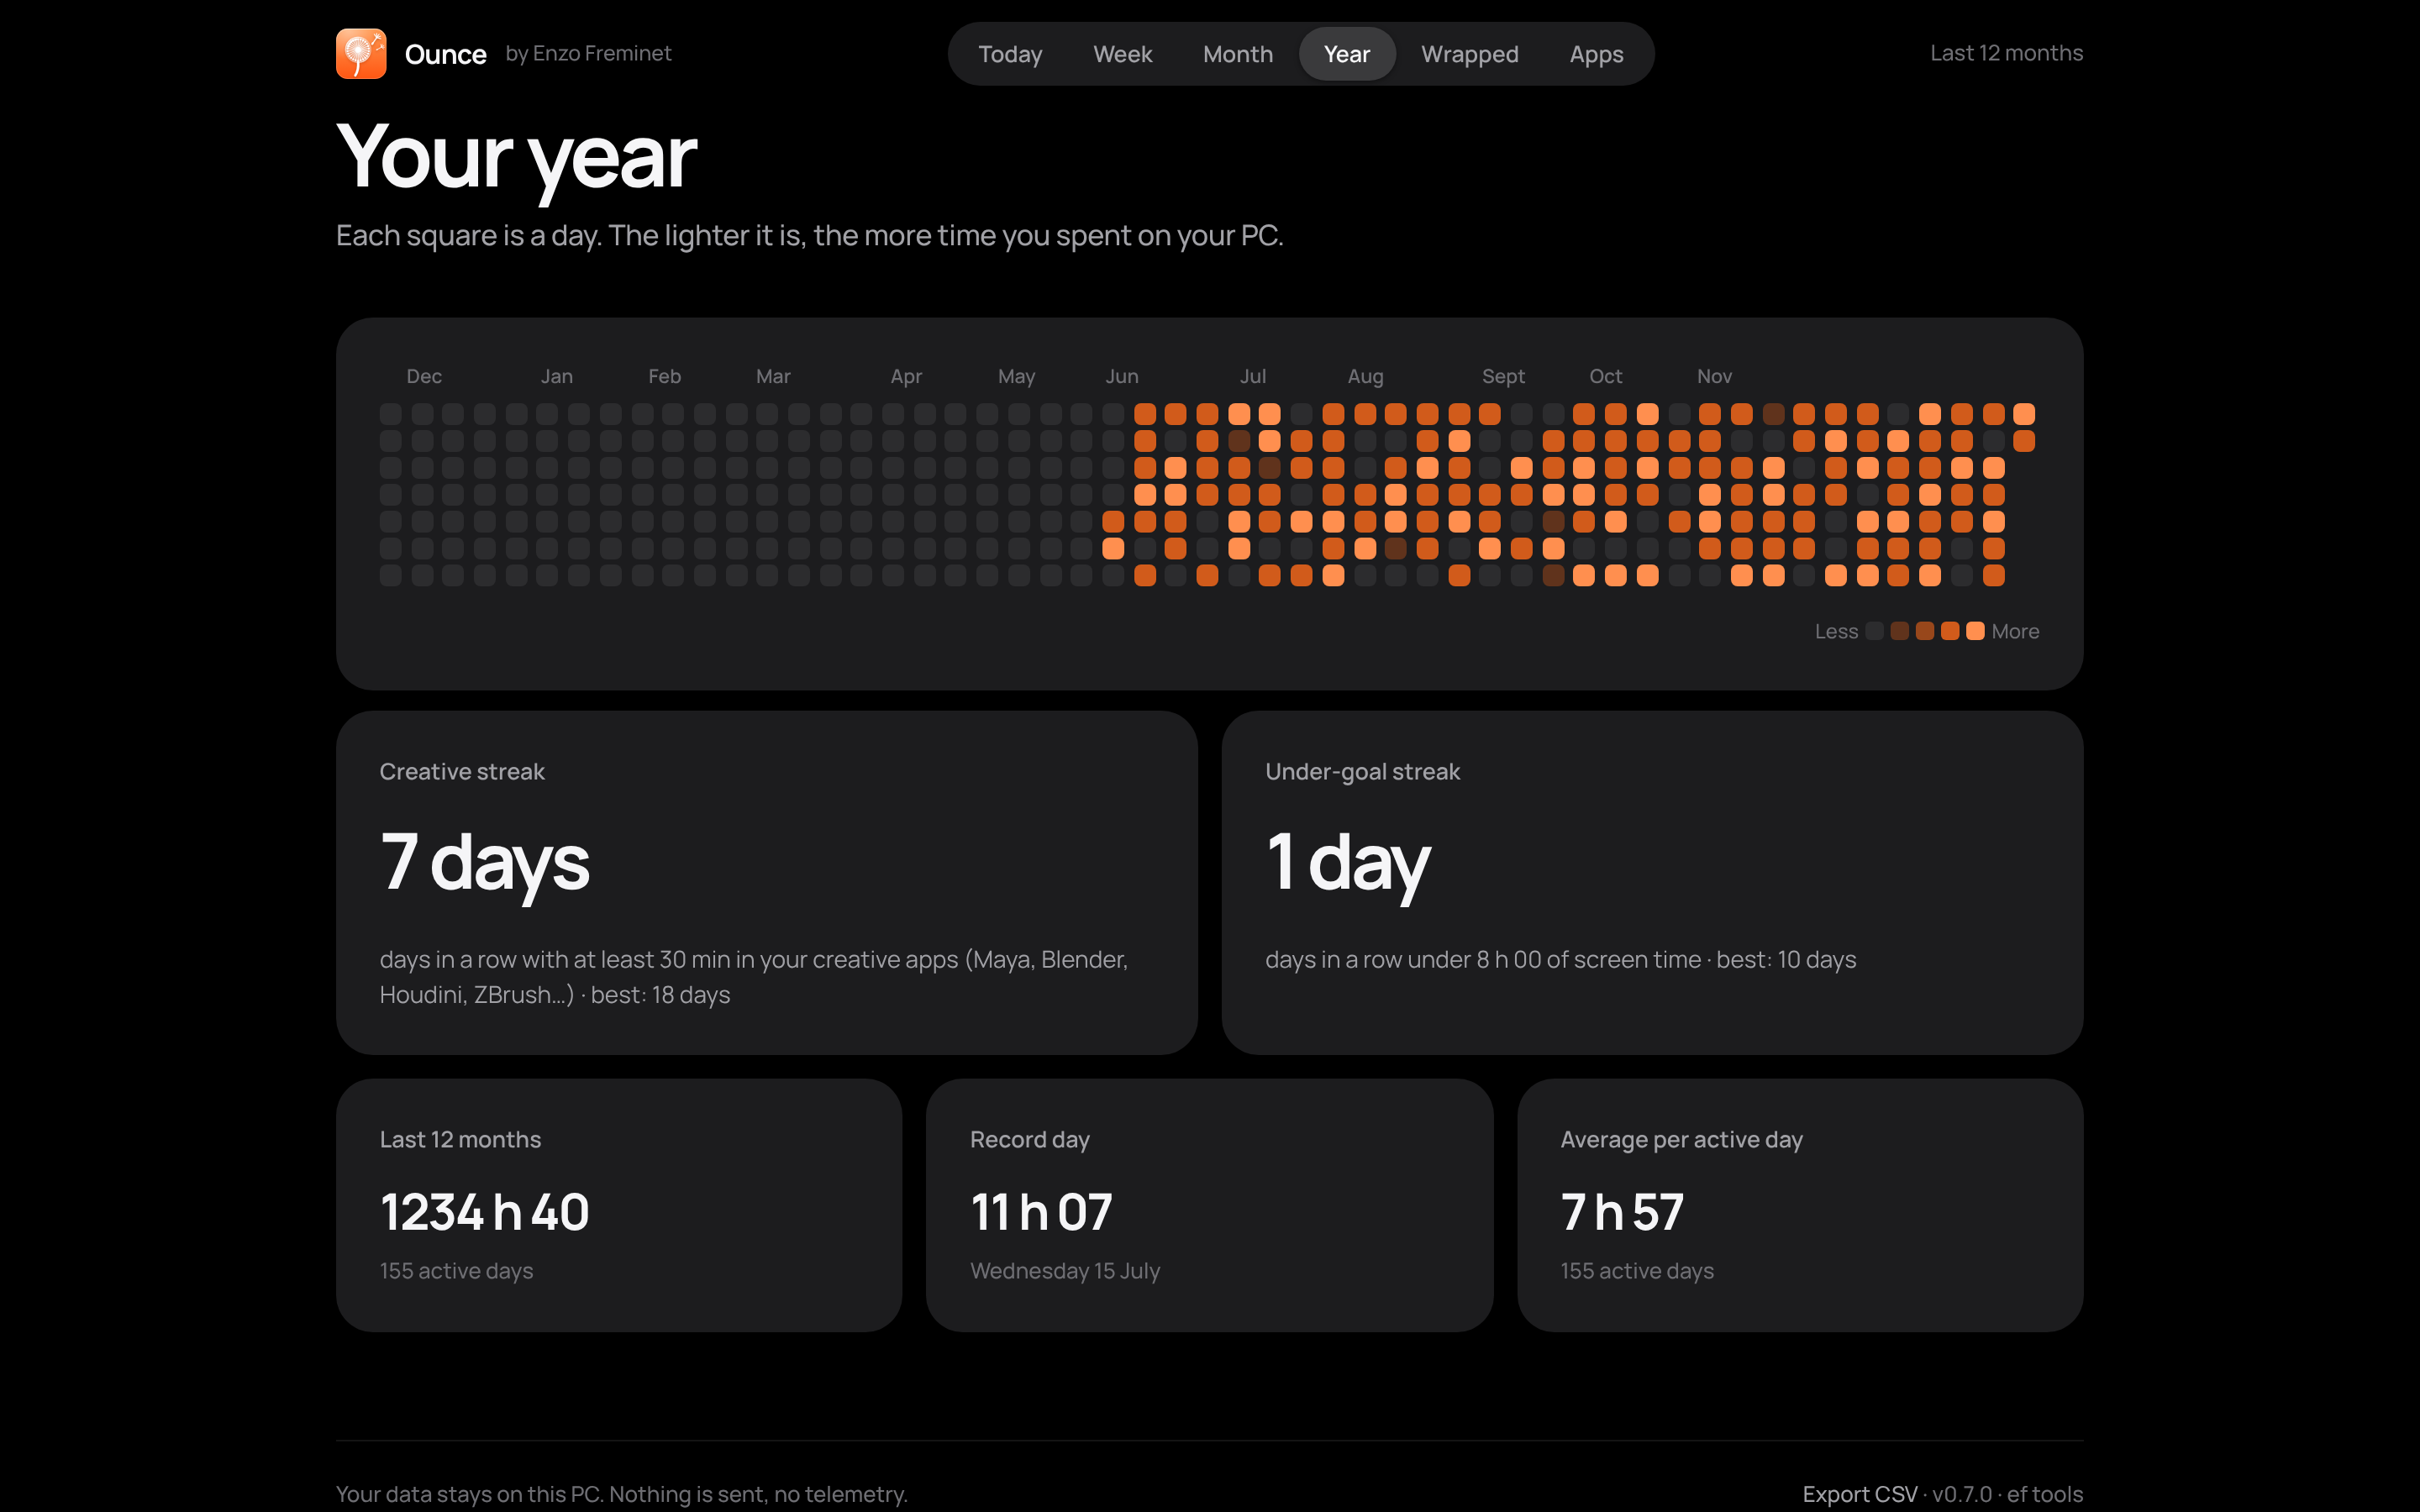 Ounce by Enzo Freminet
Today Week Month Year Wrapped Apps
Last 12 months
Your year
Each square is a day. The lighter it is, the more time you spent on your PC.
Dec Jan Feb Mar Apr May Jun Jul Aug Sept Oct Nov
Less More
Creative streak
7 days
days in a row with at least 30 min in your creative apps (Maya, Blender,
Houdini, ZBrush…) · best: 18 days
Under-goal streak
1 day
days in a row under 8 h 00 of screen time · best: 10 days
Last 12 months
1234 h 40
155 active days
Record day
11 h 07
Wednesday 15 July
Average per active day
7 h 57
155 active days
Your data stays on this PC. Nothing is sent, no telemetry.
Export CSV · v0.7.0 · ef tools